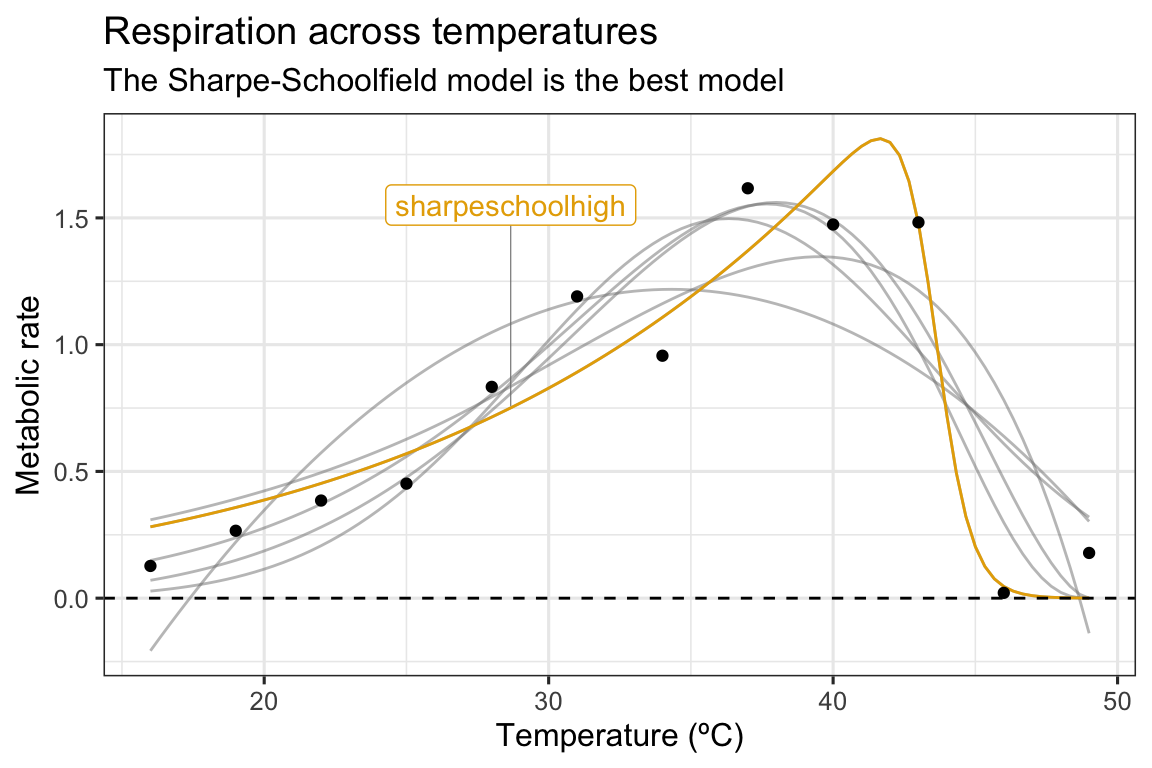 Respiration across temperatures
The Sharpe-Schoolfield model is the best model
sharpeschoolhigh
1.5
1.0
0.5
0.0
Metabolic rate
20 30 40 50
Temperature (ºC)